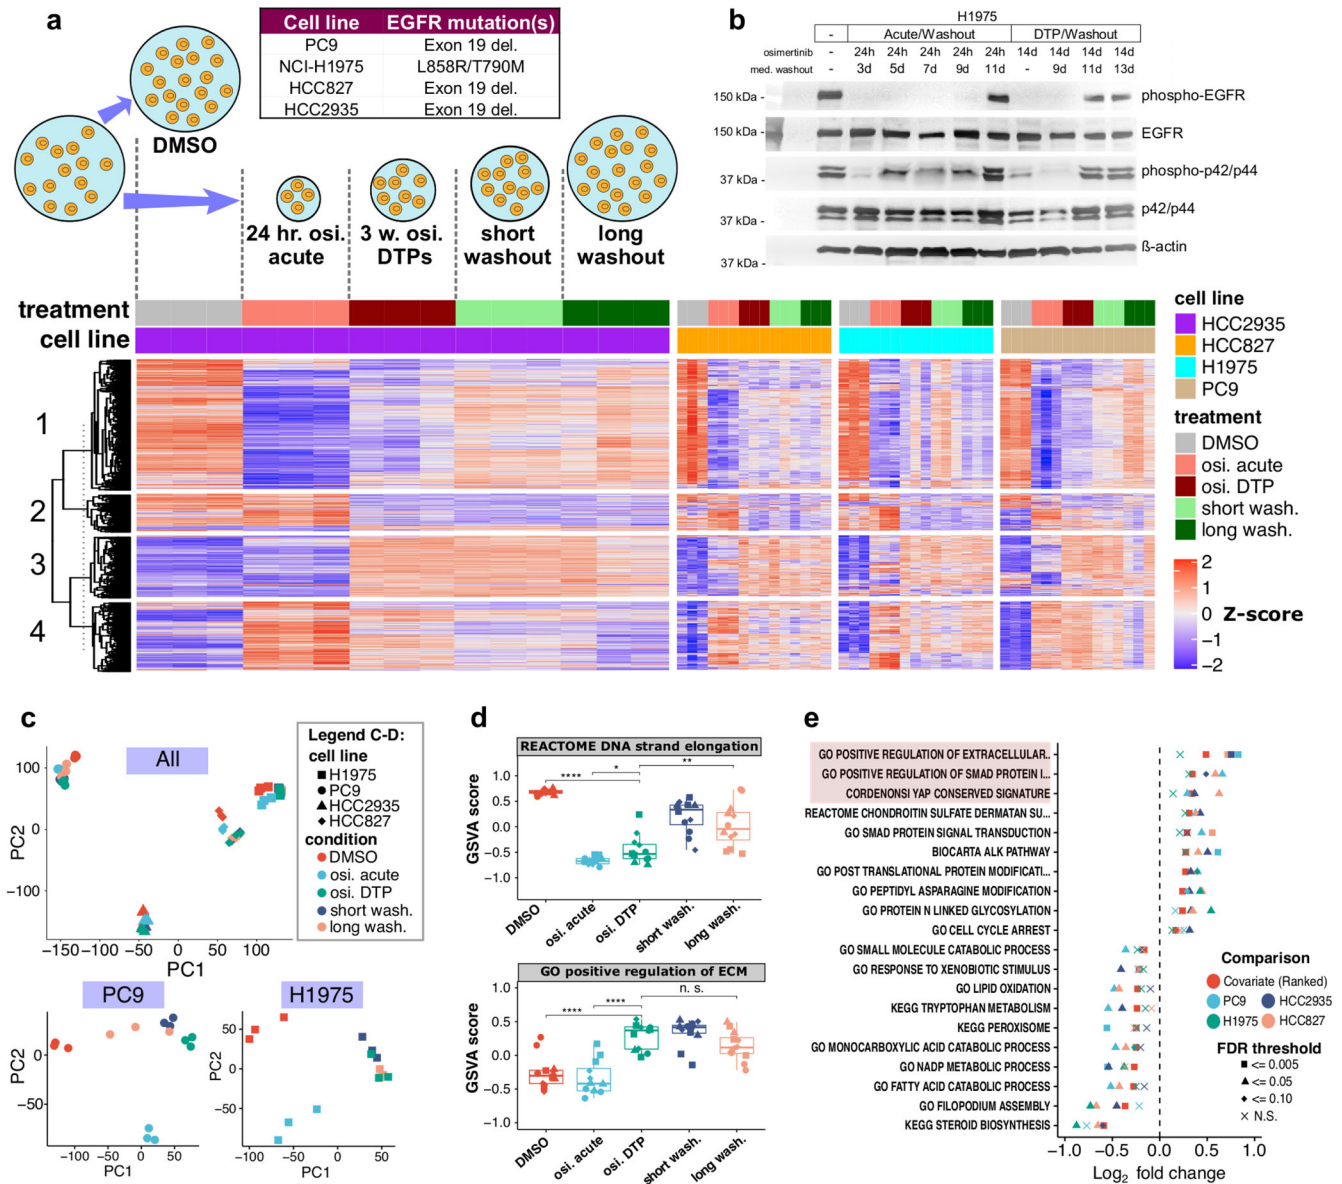 a
Cell line EGFR mutation(s)
PC9 Exon 19 del.
NCI-H1975 L858R/T790M
HCC827 Exon 19 del.
HCC2935 Exon 19 del.
DMSO
24 hr. osi.
acute
3 w. osi.
DTPs
short
washout
long
washout
b
H1975
- Acute/Washout DTP/Washout
osimertinib - 24h 24h 24h 24h 24h 14d 14d 14d 14d
med. washout - 3d 5d 7d 9d 11d - 9d 11d 13d
150 kDa - phospho-EGFR
150 kDa - EGFR
37 kDa - phospho-p42/p44
37 kDa - p42/p44
37 kDa - ß-actin
treatment
cell line
1
2
3
4
cell line
HCC2935
HCC827
H1975
PC9
treatment
DMSO
osi. acute
osi. DTP
short wash.
long wash.
2
1
0
−1
−2
Z-score
c
All
PC2
100
0
−100
−150 −100 −50 0 50 100
PC1
Legend C-D:
cell line
H1975
PC9
HCC2935
HCC827
condition
DMSO
osi. acute
osi. DTP
short wash.
long wash.
PC9
PC2
0
−50
−100 −50 0 50
PC1
H1975
PC2
50
0
−50
−100 −50 0 50
PC1
d
REACTOME DNA strand elongation
GSVA score
1.0
0.5
0.0
−0.5
−1.0
**** * **
DMSO osi. acute osi. DTP short wash. long wash.
GO positive regulation of ECM
GSVA score
1.0
0.5
0.0
−0.5
−1.0
**** **** n. s.
DMSO osi. acute osi. DTP short wash. long wash.
e
GO POSITIVE REGULATION OF EXTRACELLULAR..
GO POSITIVE REGULATION OF SMAD PROTEIN I...
CORDENONSI YAP CONSERVED SIGNATURE
REACTOME CHONDROITIN SULFATE DERMATAN SU...
GO SMAD PROTEIN SIGNAL TRANSDUCTION
BIOCARTA ALK PATHWAY
GO POST TRANSLATIONAL PROTEIN MODIFICATI...
GO PEPTIDYL ASPARAGINE MODIFICATION
GO PROTEIN N LINKED GLYCOSYLATION
GO CELL CYCLE ARREST
GO SMALL MOLECULE CATABOLIC PROCESS
GO RESPONSE TO XENOBIOTIC STIMULUS
GO LIPID OXIDATION
KEGG TRYPTOPHAN METABOLISM
KEGG PEROXISOME
GO MONOCARBOXYLIC ACID CATABOLIC PROCESS
GO NADP METABOLIC PROCESS
GO FATTY ACID CATABOLIC PROCESS
GO FILOPODIUM ASSEMBLY
KEGG STEROID BIOSYNTHESIS
−1.0 −0.5 0.0 0.5 1.0
Log2 fold change
Comparison
Covariate (Ranked)
PC9 HCC2935
H1975 HCC827
FDR threshold
<= 0.005
<= 0.05
<= 0.10
N.S.